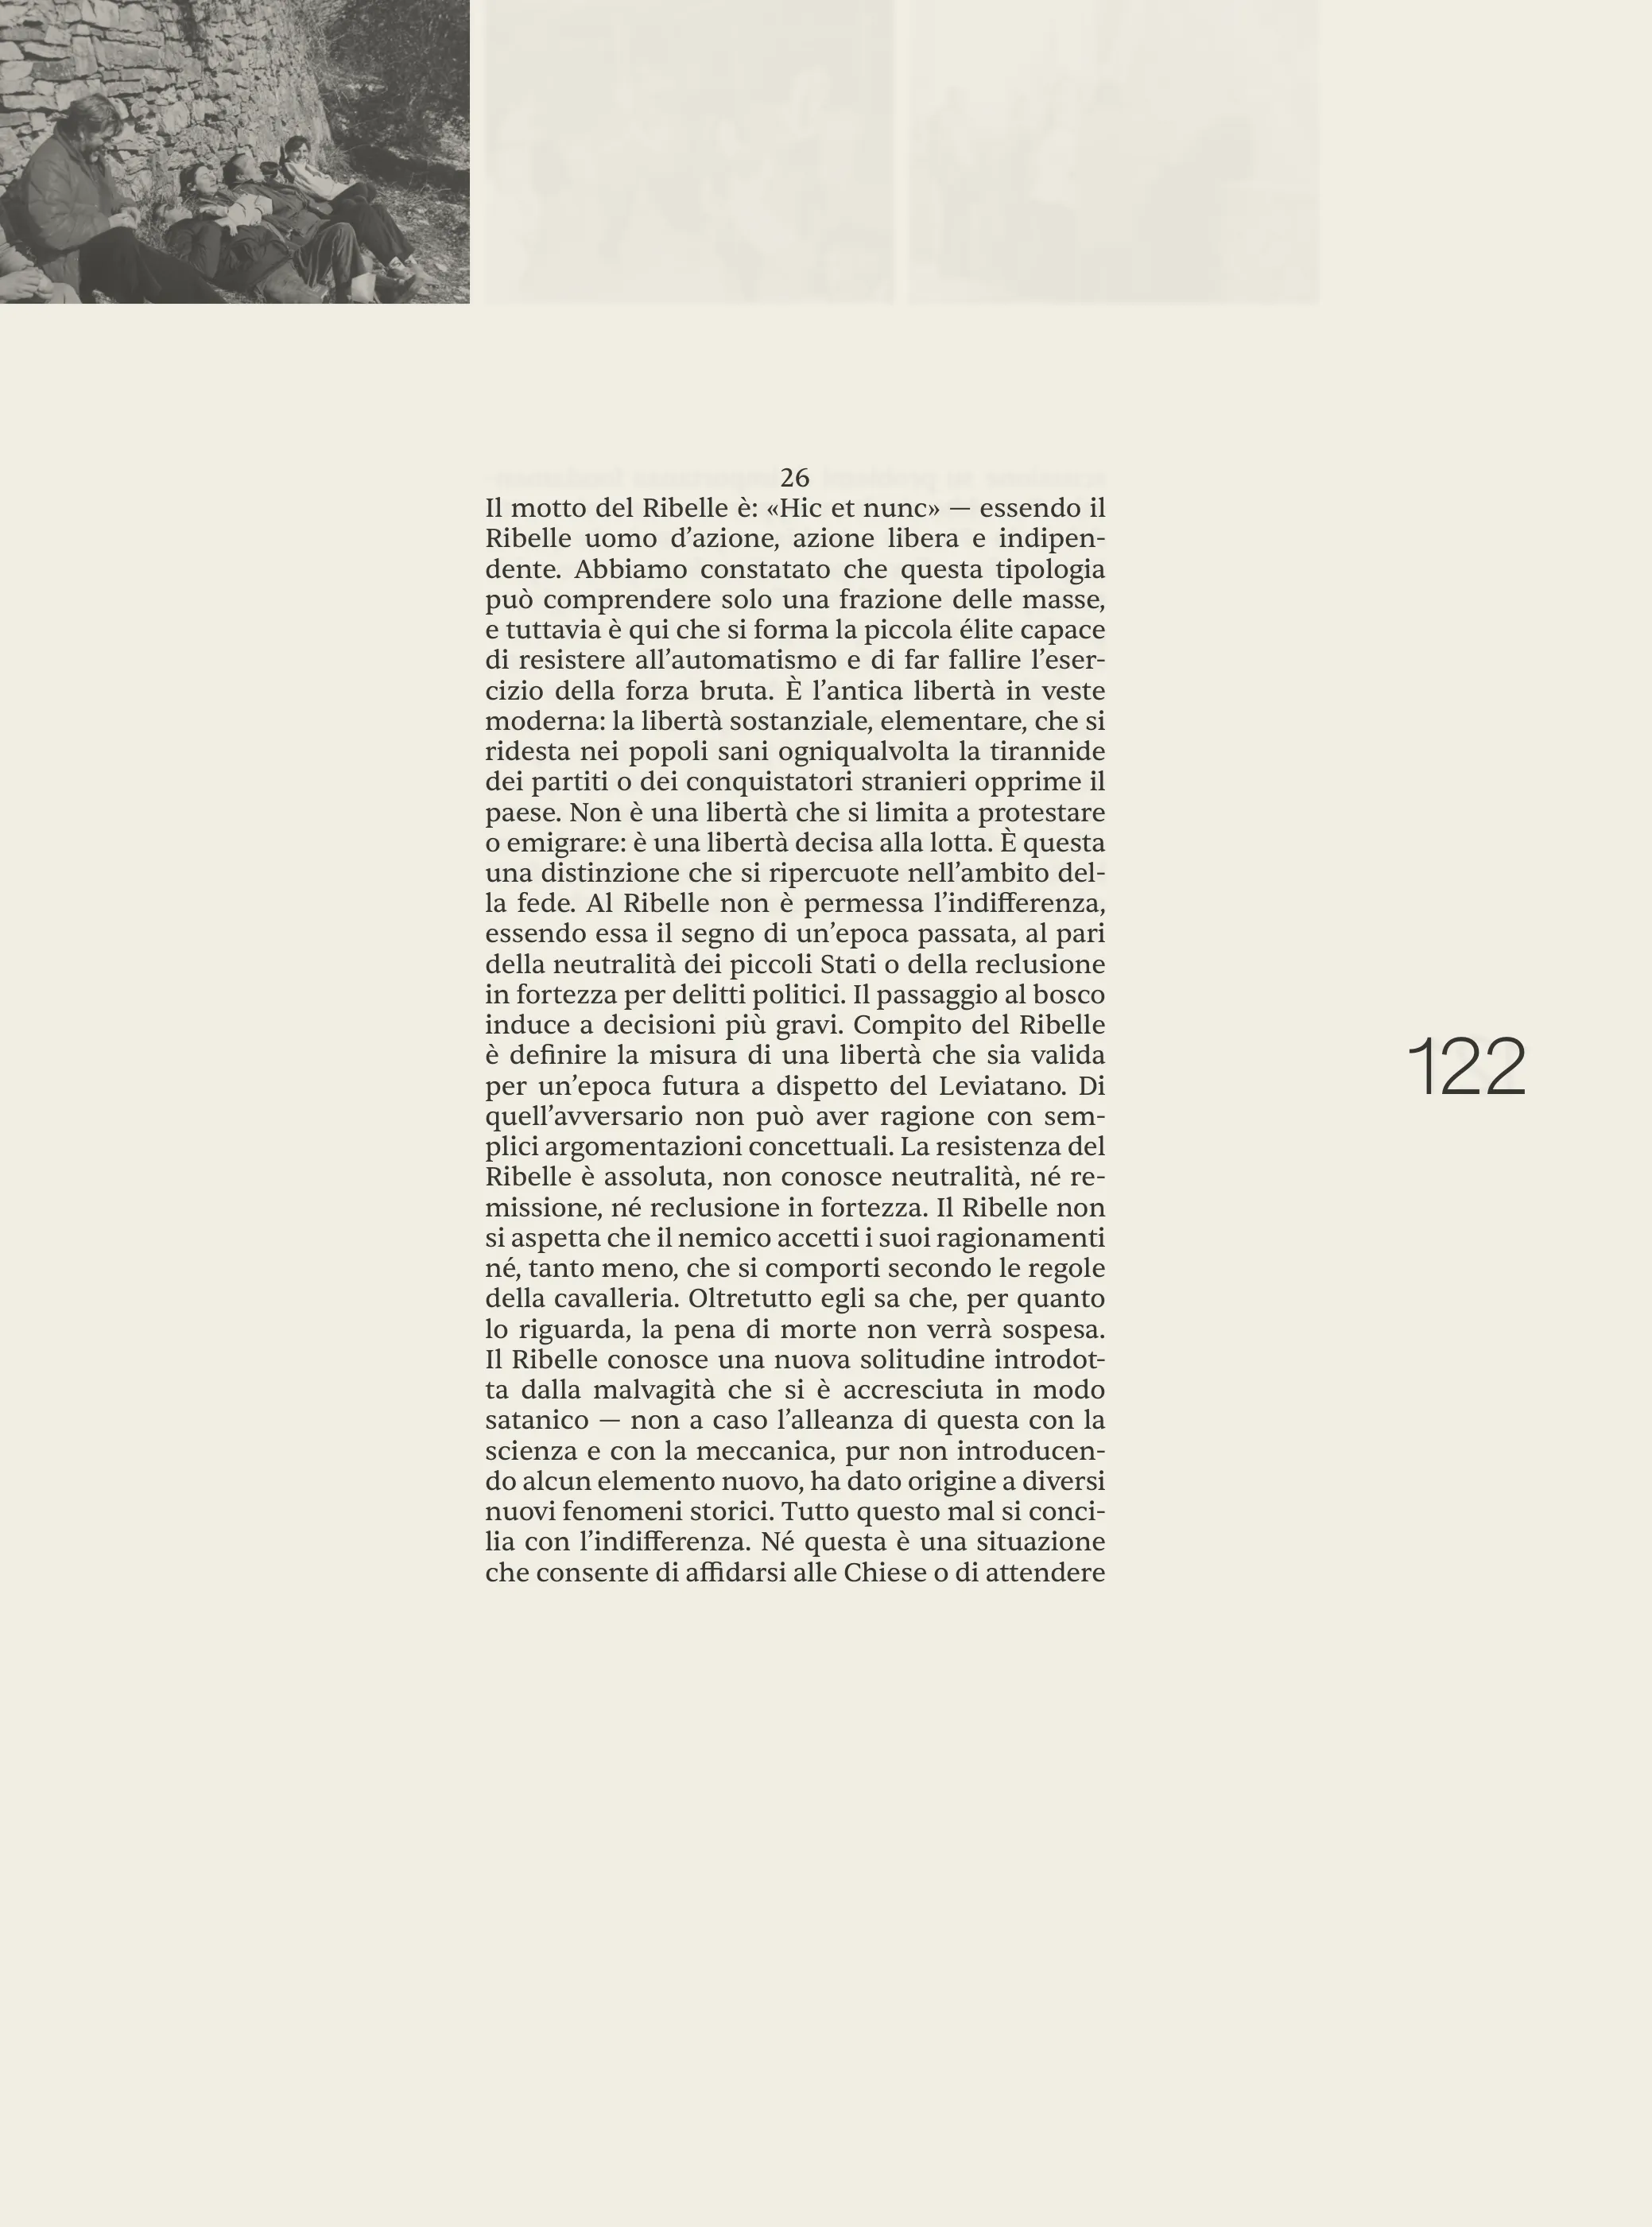 26
Il motto del Ribelle è: «Hic et nunc» — essendo il
Ribelle uomo d’azione, azione libera e indipen-
dente. Abbiamo constatato che questa tipologia
può comprendere solo una frazione delle masse,
e tuttavia è qui che si forma la piccola élite capace
di resistere all’automatismo e di far fallire l’eser-
cizio della forza bruta. È l’antica libertà in veste
moderna: la libertà sostanziale, elementare, che si
ridesta nei popoli sani ogniqualvolta la tirannide
dei partiti o dei conquistatori stranieri opprime il
paese. Non è una libertà che si limita a protestare
o emigrare: è una libertà decisa alla lotta. È questa
una distinzione che si ripercuote nell’ambito del-
la fede. Al Ribelle non è permessa l’indifferenza,
essendo essa il segno di un’epoca passata, al pari
della neutralità dei piccoli Stati o della reclusione
in fortezza per delitti politici. Il passaggio al bosco
induce a decisioni più gravi. Compito del Ribelle
è definire la misura di una libertà che sia valida
per un’epoca futura a dispetto del Leviatano. Di
quell’avversario non può aver ragione con sem-
plici argomentazioni concettuali. La resistenza del
Ribelle è assoluta, non conosce neutralità, né re-
missione, né reclusione in fortezza. Il Ribelle non
si aspetta che il nemico accetti i suoi ragionamenti
né, tanto meno, che si comporti secondo le regole
della cavalleria. Oltretutto egli sa che, per quanto
lo riguarda, la pena di morte non verrà sospesa.
Il Ribelle conosce una nuova solitudine introdot-
ta dalla malvagità che si è accresciuta in modo
satanico — non a caso l’alleanza di questa con la
scienza e con la meccanica, pur non introducen-
do alcun elemento nuovo, ha dato origine a diversi
nuovi fenomeni storici. Tutto questo mal si conci-
lia con l’indifferenza. Né questa è una situazione
che consente di affidarsi alle Chiese o di attendere
122